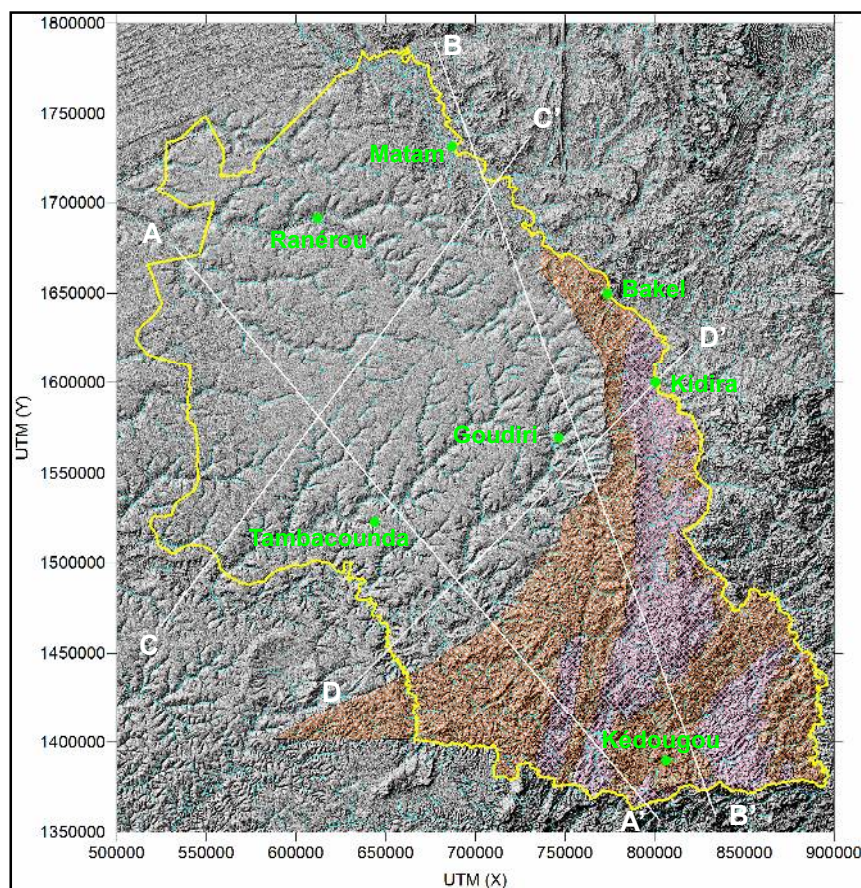 1800000
B
1750000
C'
Matam
1700000
A
Ranérou
1650000
Bakel
D'
1600000
Kidira
UTM (Y)
1550000
Goudiri
1500000
Tambacounda
C
1450000
D
1400000
Kédougou
A'
B'
1350000
500000 550000 600000 650000 700000 750000 800000 850000 900000
UTM (X)